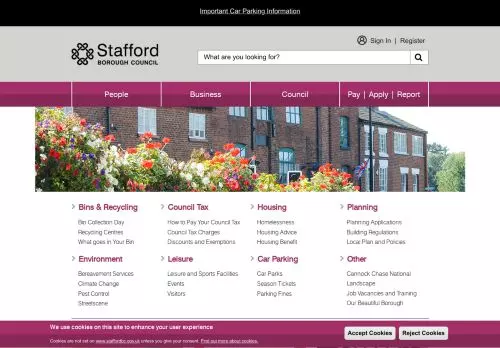 Important Car Parking Information
Stafford
BOROUGH COUNCIL
Sign In | Register
What are you looking for?
People
Business
Council
Pay | Apply | Report
Bins & Recycling
Bin Collection Day
Recycling Centres
What goes in Your Bin
Council Tax
How to Pay Your Council Tax
Council Tax Charges
Discounts and Exemptions
Housing
Homelessness
Housing Advice
Housing Benefit
Planning
Planning Applications
Building Regulations
Local Plan and Policies
Environment
Bereavement Services
Climate Change
Pest Control
Streetscene
Leisure
Leisure and Sports Facilities
Events
Visitors
Car Parking
Car Parks
Season Tickets
Parking Fines
Other
Cannock Chase National
Landscape
Job Vacancies and Training
Our Beautiful Borough
We use cookies on this site to enhance your user experience
Cookies are not set on www.staffordbc.gov.uk unless you give your consent. Find out more about cookies.
Accept Cookies
Reject Cookies